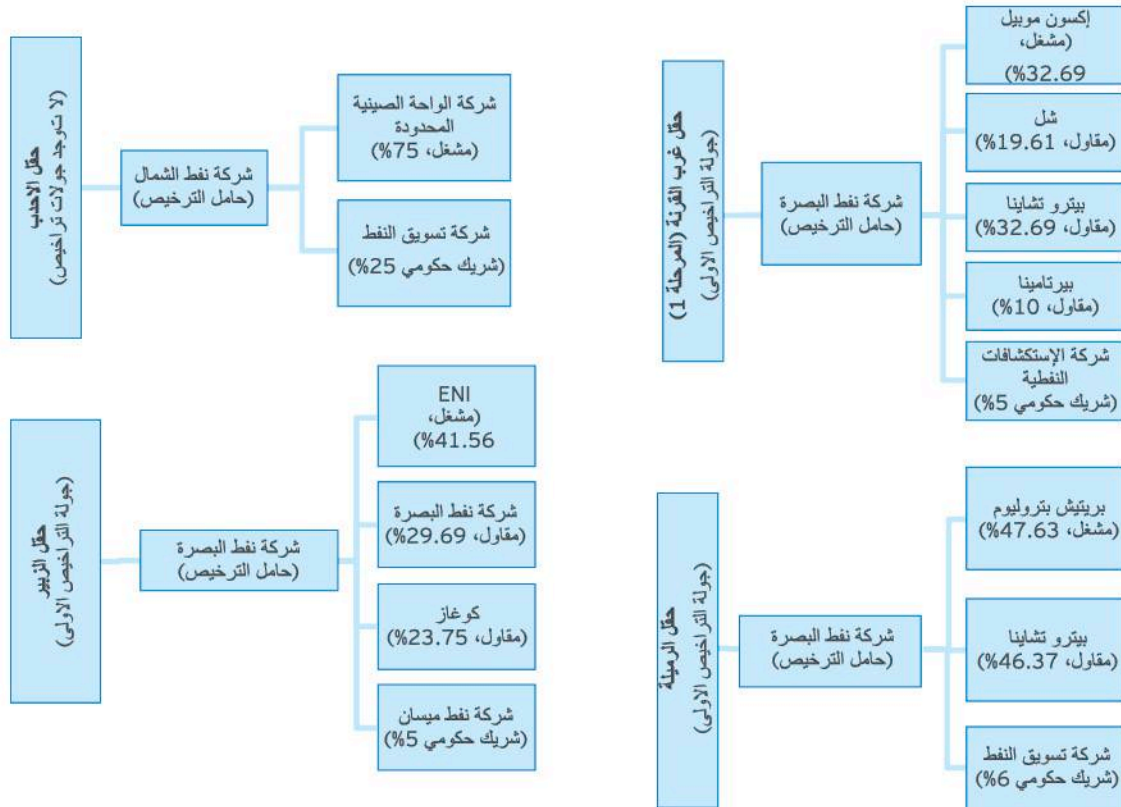 حقل الاحدب
(لا توجد جولات تراخيص)
شركة نفط الشمال
(حامل الترخيص)
شركة الواحة الصينية
المحدودة
(مشغل، 75%)
شركة تسويق النفط
(شريك حكومي 25%)
حقل غرب القرنة (المرحلة 1)
(جولة التراخيص الاولى)
شركة نفط البصرة
(حامل الترخيص)
إكسون موبيل
(مشغل،
32.69%)
شل
(مقاول، 19.61%)
بيترو تشاينا
(مقاول، 32.69%)
بيرتامينا
(مقاول، 10%)
شركة الإستكشافات
النفطية
(شريك حكومي 5%)
حقل الزبير
(جولة التراخيص الاولى)
شركة نفط البصرة
(حامل الترخيص)
ENI
(مشغل،
41.56%)
شركة نفط البصرة
(مقاول، 29.69%)
كوغاز
(مقاول، 23.75%)
شركة نفط ميسان
(شريك حكومي 5%)
حقل الرميلة
(جولة التراخيص الاولى)
شركة نفط البصرة
(حامل الترخيص)
بريتيش بتروليوم
(مشغل، 47.63%)
بيترو تشاينا
(مقاول، 46.37%)
شركة تسويق النفط
(شريك حكومي 6%)